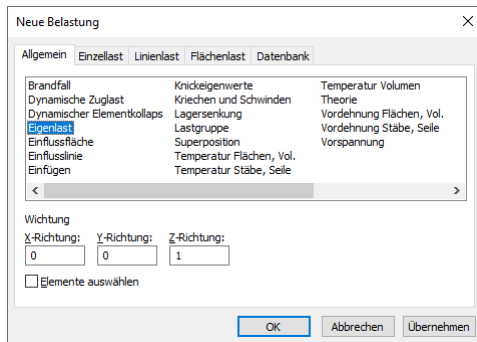 Neue Belastung
Allgemein Einzellast Linienlast Flächenlast Datenbank
Brandfall Knickeigenwerte Temperatur Volumen
Dynamische Zuglast Kriechen und Schwinden Theorie
Dynamischer Elementkollaps Lagersenkung Vordehnung Flächen, Vol.
Eigenlast Lastgruppe Vordehnung Stäbe, Seile
Einflussfläche Superposition Vorspannung
Einflusslinie Temperatur Flächen, Vol.
Einfügen Temperatur Stäbe, Seile
Wichtung
X-Richtung: Y-Richtung: Z-Richtung:
0 0 1
Elemente auswählen
OK Abbrechen Übernehmen